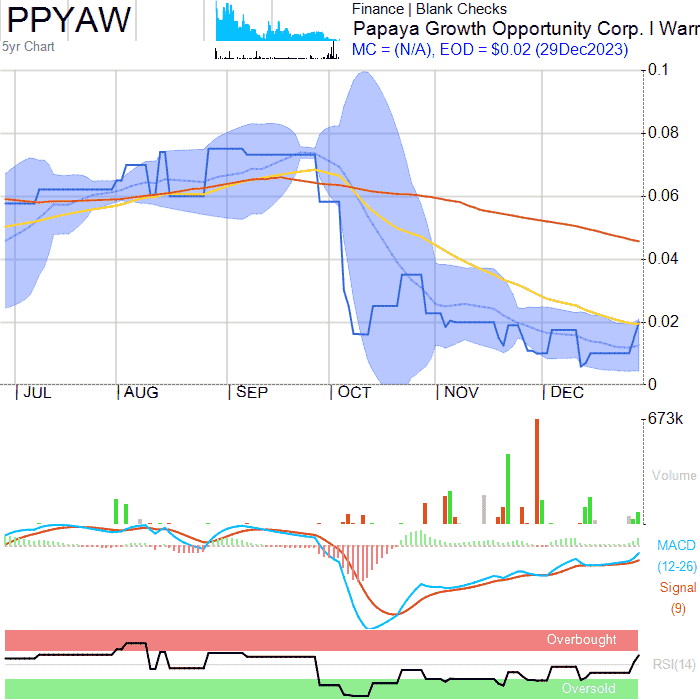 PPYAW
5yr Chart
Finance | Blank Checks
Papaya Growth Opportunity Corp. I Warr
MC = (N/A), EOD = $0.02 (29Dec2023)
0.1
0.08
0.06
0.04
0.02
0
JUL AUG SEP OCT NOV DEC
673k
Volume
MACD
(12-26)
Signal
(9)
Overbought
RSI(14)
Oversold